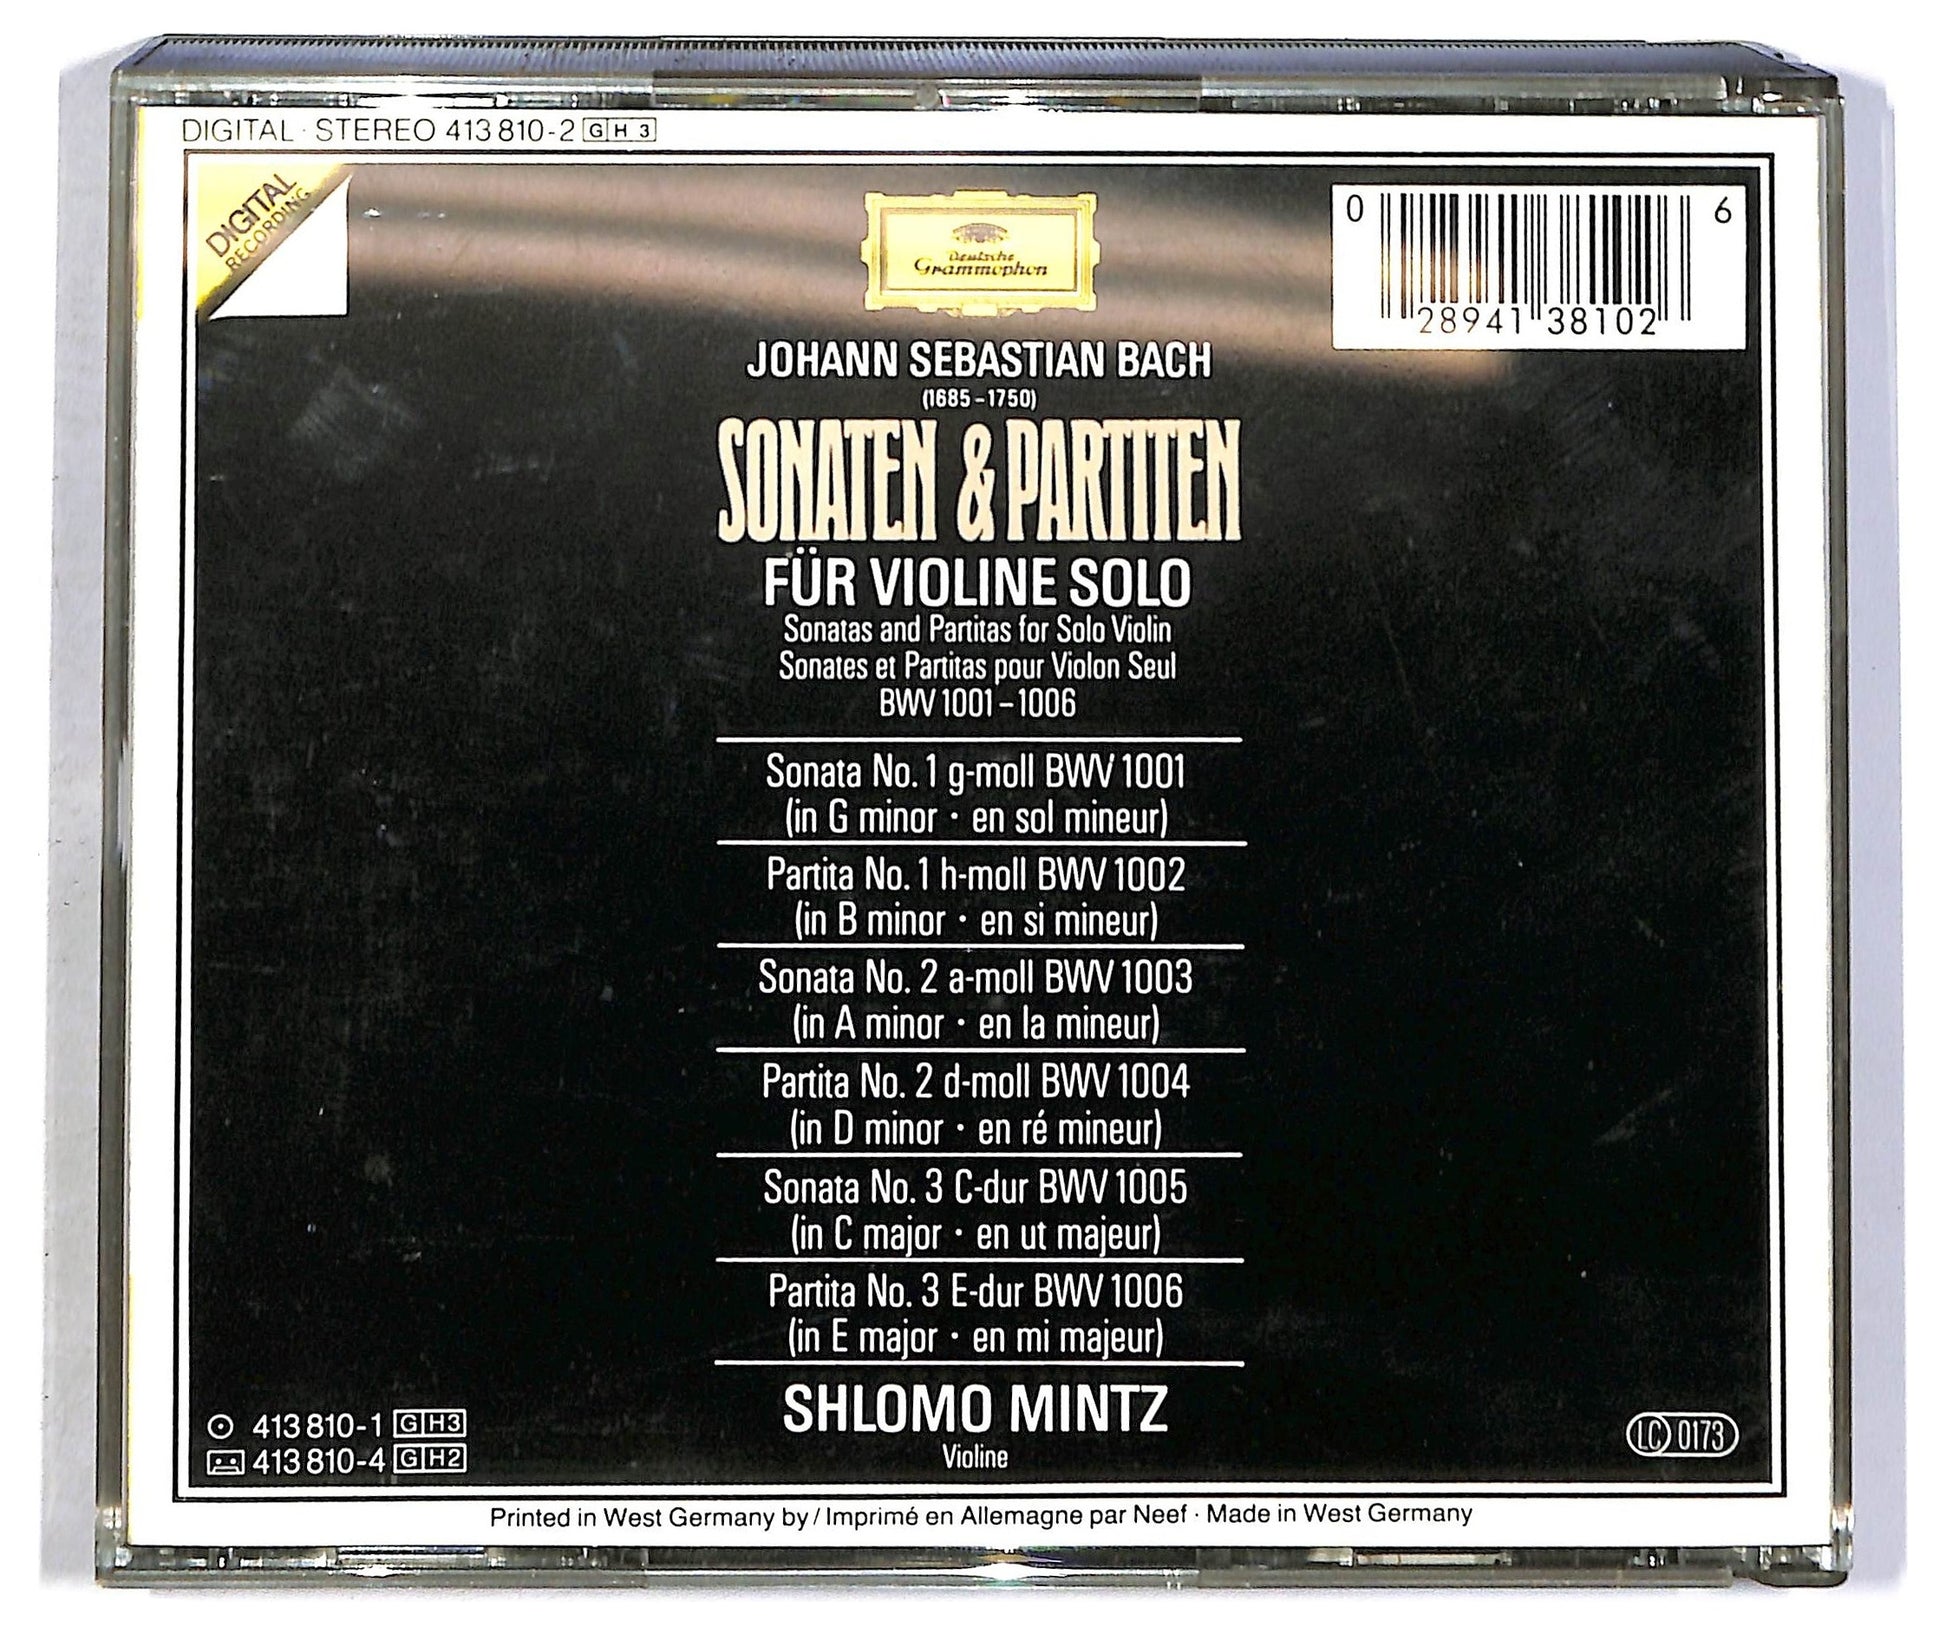 DIGITAL · STEREO 413 810-2 GH 3
DIGITAL
RECORDING
Deutsche
Grammophon
0 28941 38102 6
JOHANN SEBASTIAN BACH
(1685-1750)
SONATEN & PARTITEN
FÜR VIOLINE SOLO
Sonatas and Partitas for Solo Violin
Sonates et Partitas pour Violon Seul
BWV 1001-1006
Sonata No. 1 g-moll BWV 1001
(in G minor · en sol mineur)
Partita No. 1 h-moll BWV 1002
(in B minor · en si mineur)
Sonata No. 2 a-moll BWV 1003
(in A minor · en la mineur)
Partita No. 2 d-moll BWV 1004
(in D minor · en ré mineur)
Sonata No. 3 C-dur BWV 1005
(in C major · en ut majeur)
Partita No. 3 E-dur BWV 1006
(in E major · en mi majeur)
SHLOMO MINTZ
Violine
413 810-1 GH3
413 810-4 GH2
LC 0173
Printed in West Germany by / Imprimé en Allemagne par Neef · Made in West Germany